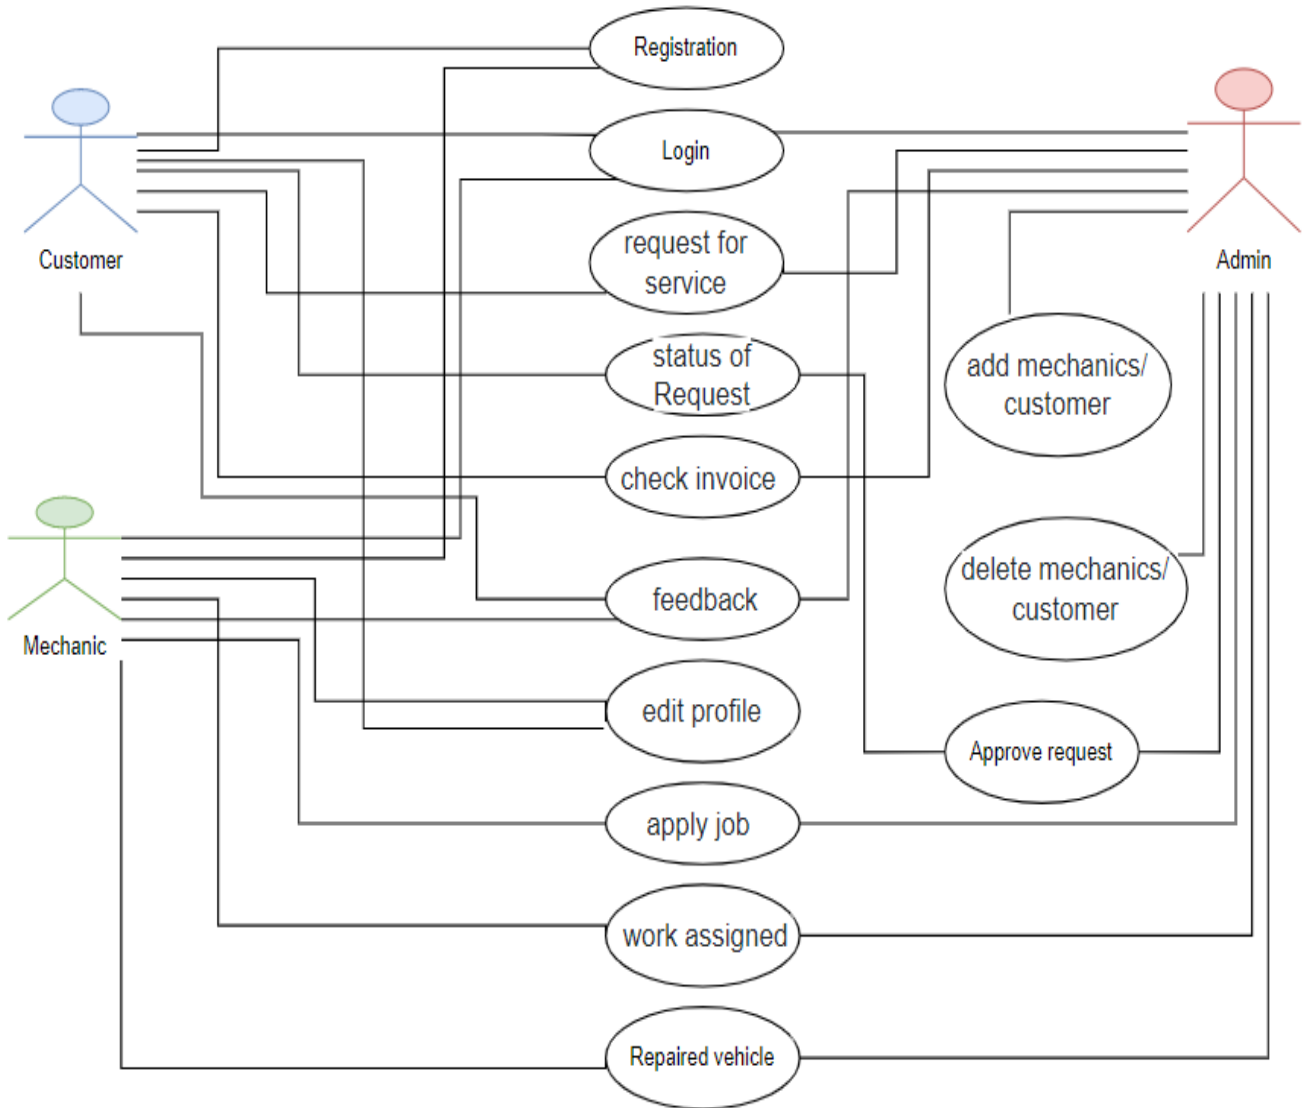 Registration
Login
Customer
Admin
request for
service
status of
Request
add mechanics/
customer
check invoice
delete mechanics/
customer
feedback
Mechanic
edit profile
Approve request
apply job
work assigned
Repaired vehicle